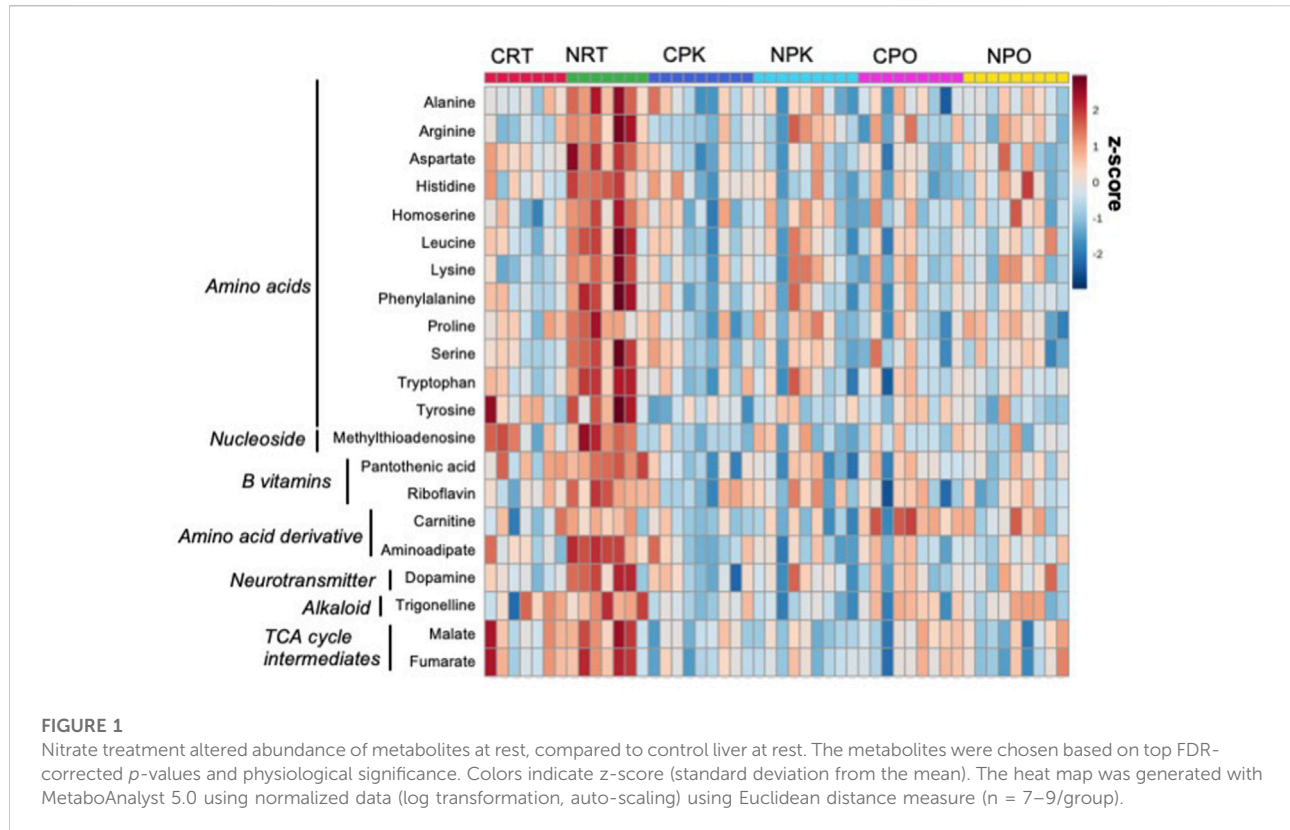 CRT NRT CPK NPK CPO NPO
Alanine
Arginine
Aspartate
Histidine
Homoserine
Leucine
Lysine
Amino acids
Phenylalanine
Proline
Serine
Tryptophan
Tyrosine
Nucleoside
Methylthioadenosine
B vitamins
Pantothenic acid
Riboflavin
Amino acid derivative
Carnitine
Aminoadipate
Neurotransmitter
Dopamine
Alkaloid
Trigonelline
TCA cycle
intermediates
Malate
Fumarate
2
1
0
-1
-2
z-score
FIGURE 1
Nitrate treatment altered abundance of metabolites at rest, compared to control liver at rest. The metabolites were chosen based on top FDR-
corrected p-values and physiological significance. Colors indicate z-score (standard deviation from the mean). The heat map was generated with
MetaboAnalyst 5.0 using normalized data (log transformation, auto-scaling) using Euclidean distance measure (n = 7–9/group).